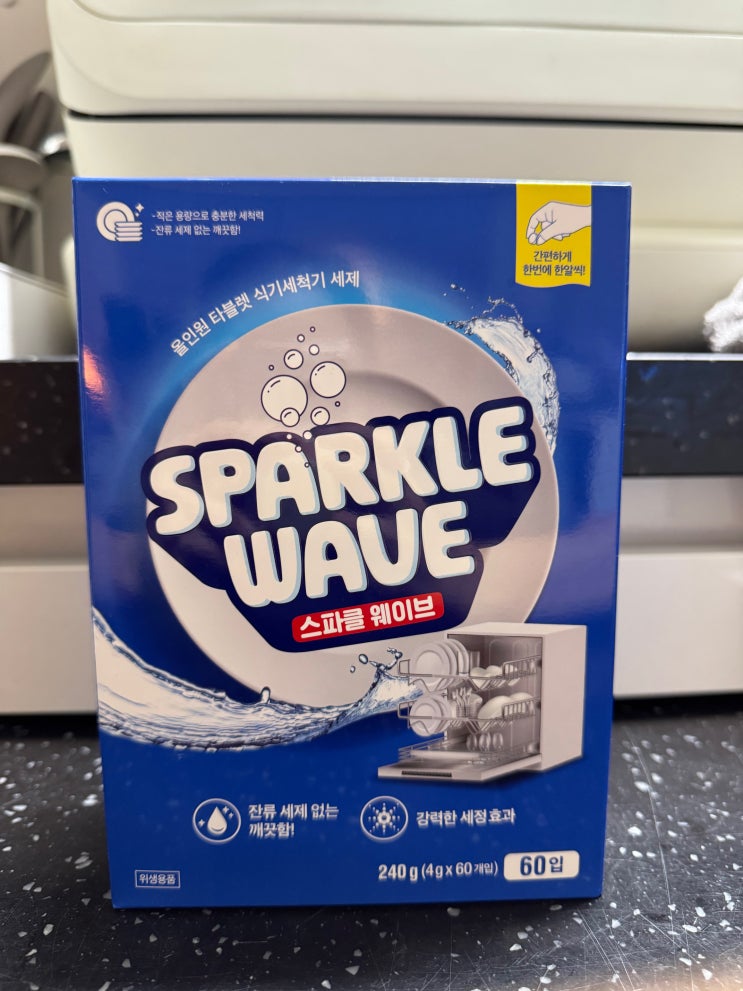 -적은 용량으로 충분한 세척력
-잔류 세제 없는 깨끗함!
간편하게
한번에 한알씩!
올인원 타블렛 식기세척기 세제
SPARKLE
WAVE
스파클 웨이브
잔류 세제 없는
깨끗함!
강력한 세정효과
240g (4g x 60개입) 60입
위생용품